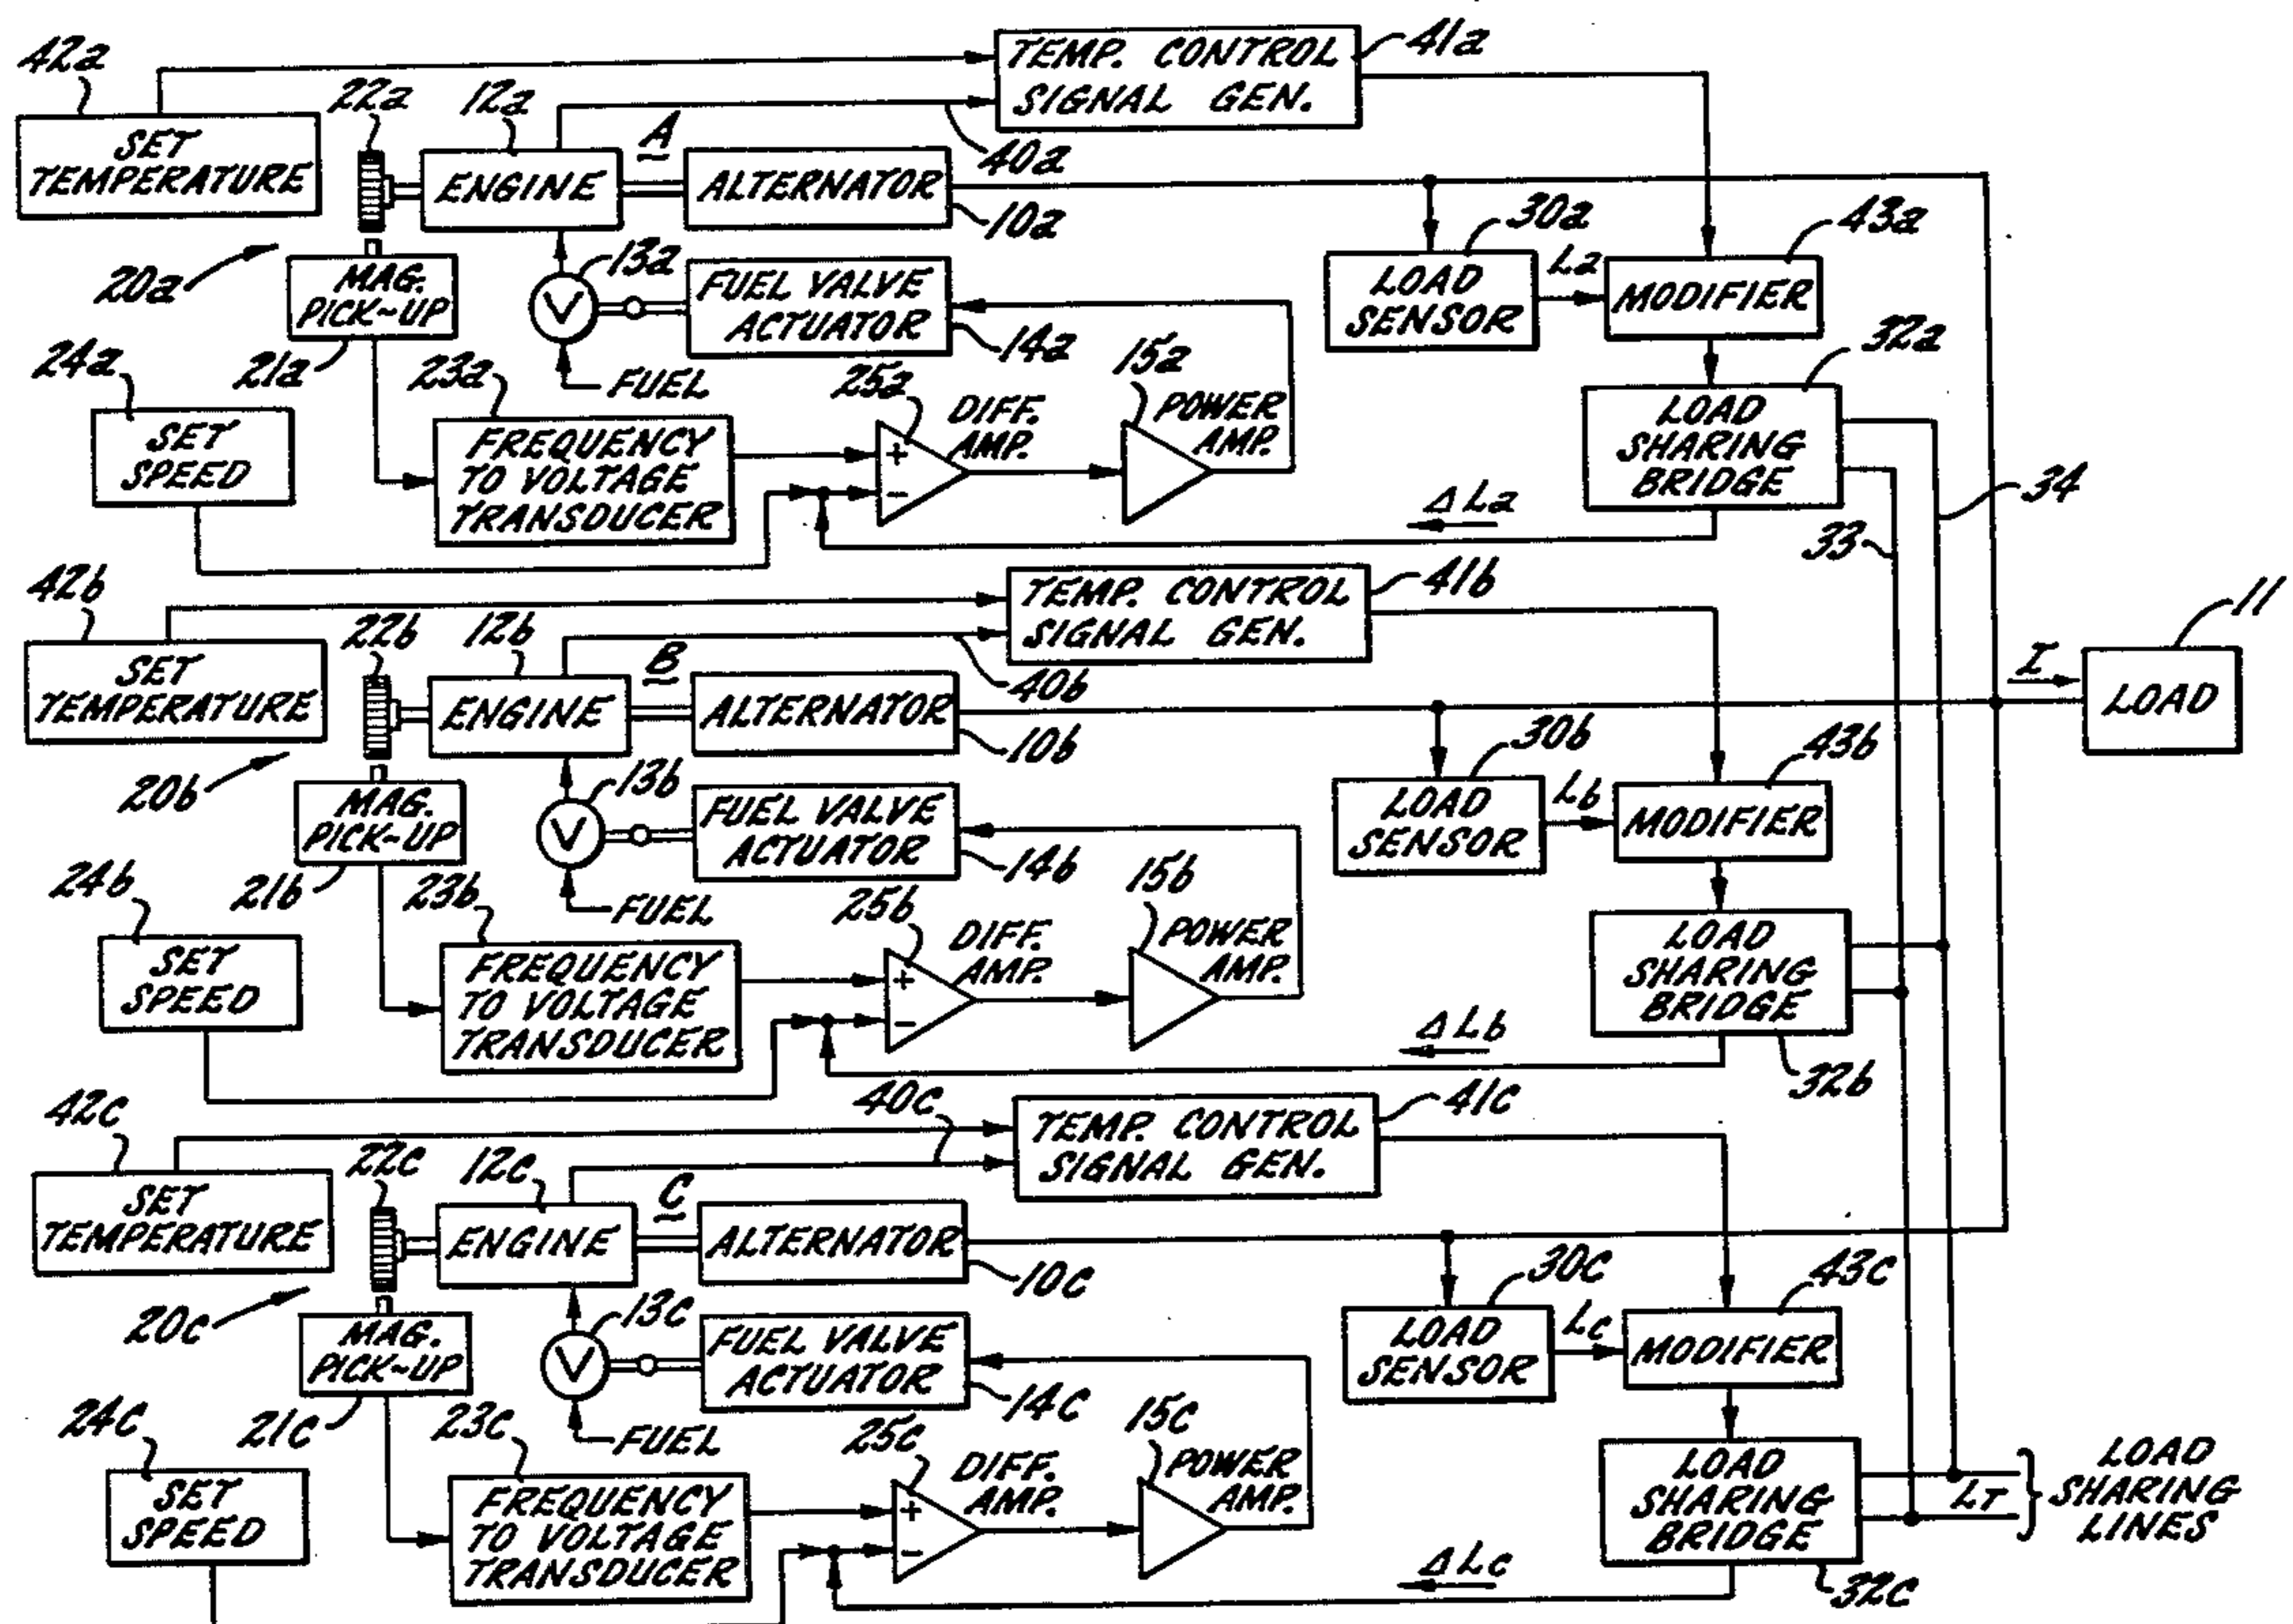 42a
22a
12a
A
TEMP. CONTROL
SIGNAL GEN.
41a
SET
TEMPERATURE
ENGINE
ALTERNATOR
40a
10a
20a
MAG.
PICK-UP
13a
V
FUEL VALVE
ACTUATOR
14a
30a
LOAD
SENSOR
La
43a
MODIFIER
24a
21a
23a
FUEL
25a
DIFF.
AMP.
15a
POWER
AMP.
32a
SET
SPEED
FREQUENCY
TO VOLTAGE
TRANSDUCER
+
−
LOAD
SHARING
BRIDGE
34
33
ΔLa
42b
22b
12b
B
TEMP. CONTROL
SIGNAL GEN.
41b
11
SET
TEMPERATURE
ENGINE
ALTERNATOR
40b
10b
I
LOAD
20b
MAG.
PICK-UP
13b
V
FUEL VALVE
ACTUATOR
14b
30b
LOAD
SENSOR
Lb
43b
MODIFIER
24b
21b
23b
FUEL
25b
DIFF.
AMP.
15b
POWER
AMP.
SET
SPEED
FREQUENCY
TO VOLTAGE
TRANSDUCER
+
−
LOAD
SHARING
BRIDGE
32b
ΔLb
42c
22c
12c
C
40c
TEMP. CONTROL
SIGNAL GEN.
41c
SET
TEMPERATURE
ENGINE
ALTERNATOR
10c
20c
MAG.
PICK-UP
13c
V
FUEL VALVE
ACTUATOR
14c
30c
LOAD
SENSOR
Lc
43c
MODIFIER
24c
21c
23c
FUEL
25c
DIFF.
AMP.
15c
POWER
AMP.
SET
SPEED
FREQUENCY
TO VOLTAGE
TRANSDUCER
+
−
LOAD
SHARING
BRIDGE
32c
LT
LOAD
SHARING
LINES
ΔLc